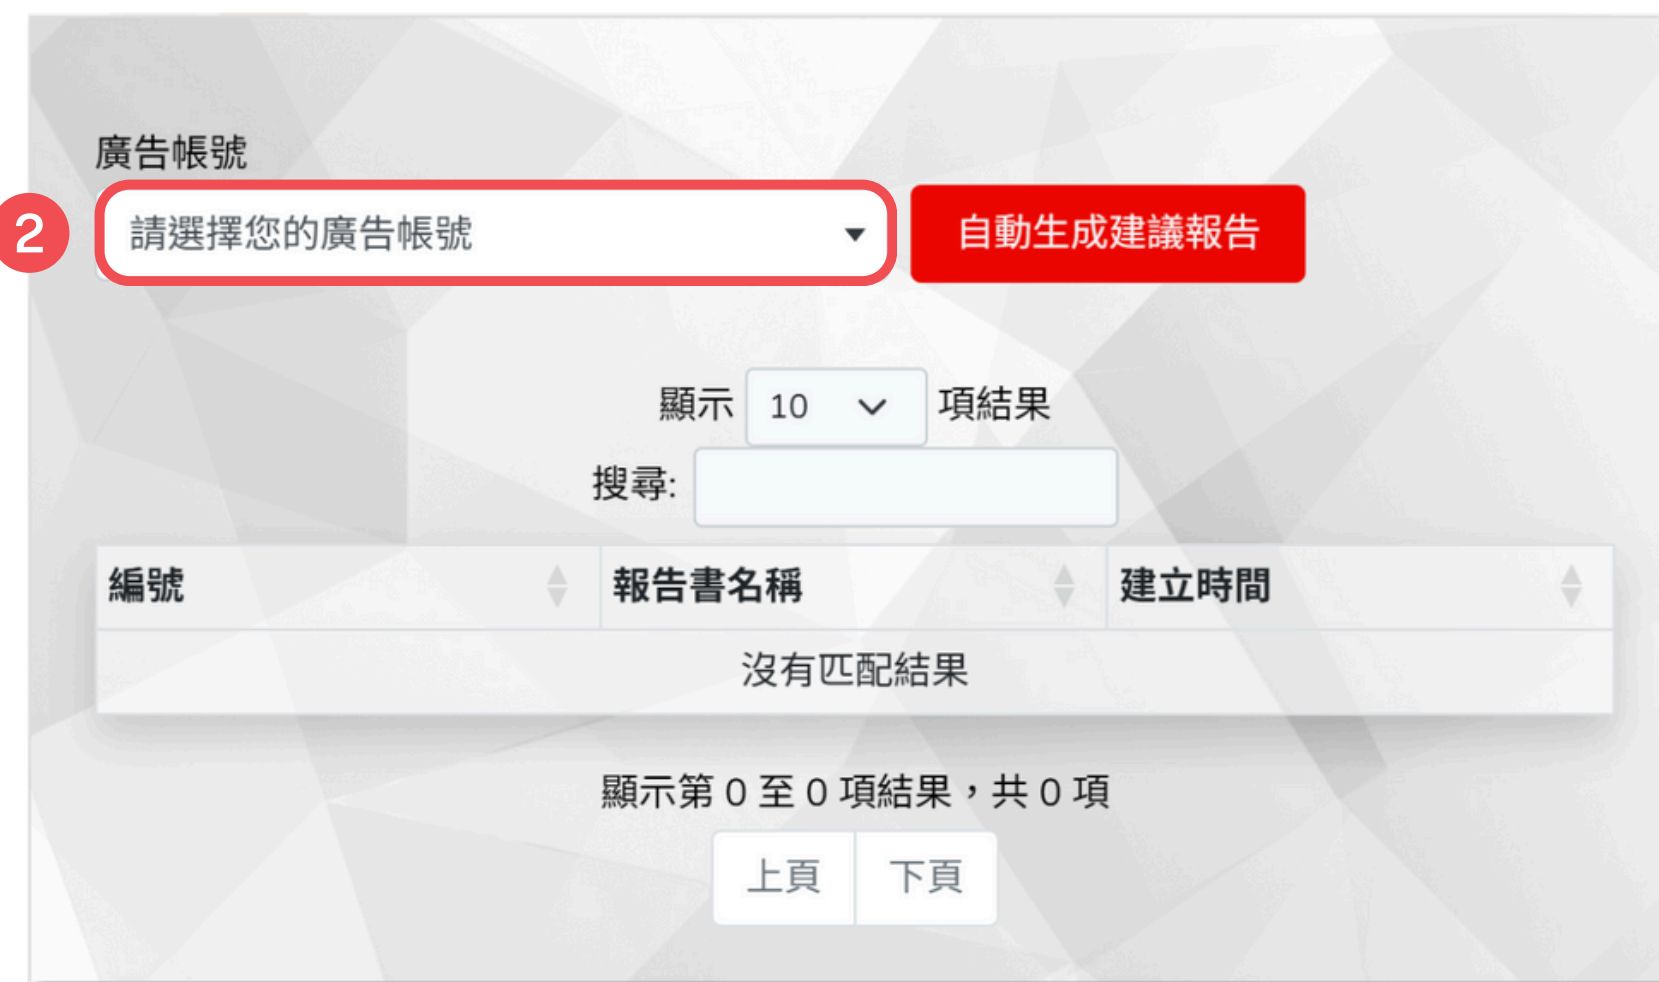 廣告帳號
2 請選擇您的廣告帳號 自動生成建議報告
顯示 10 項結果
搜尋:
編號 報告書名稱 建立時間
沒有匹配結果
顯示第 0 至 0 項結果，共 0 項
上頁 下頁